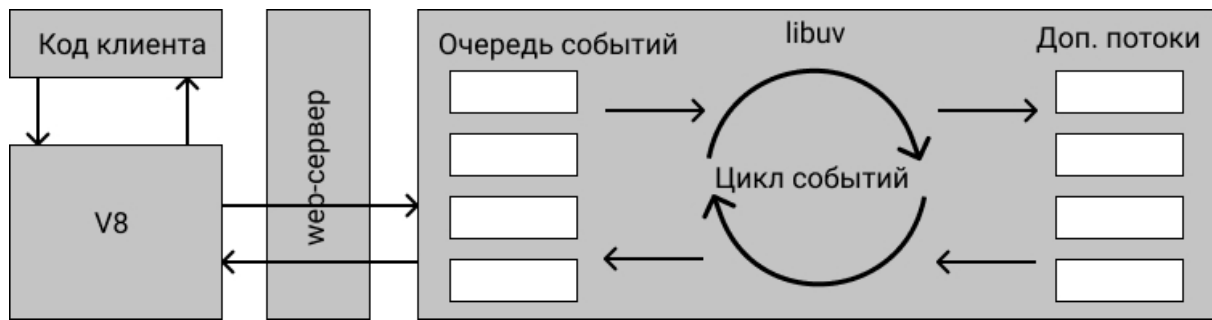 Код клиента
V8
web-сервер
Очередь событий
libuv
Доп. потоки
Цикл событий